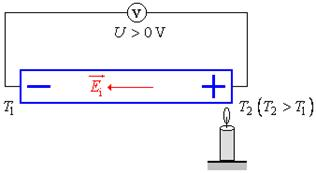 V
U > 0 V
− E⃗ᵢ +
T₁ T₂ (T₂ > T₁)